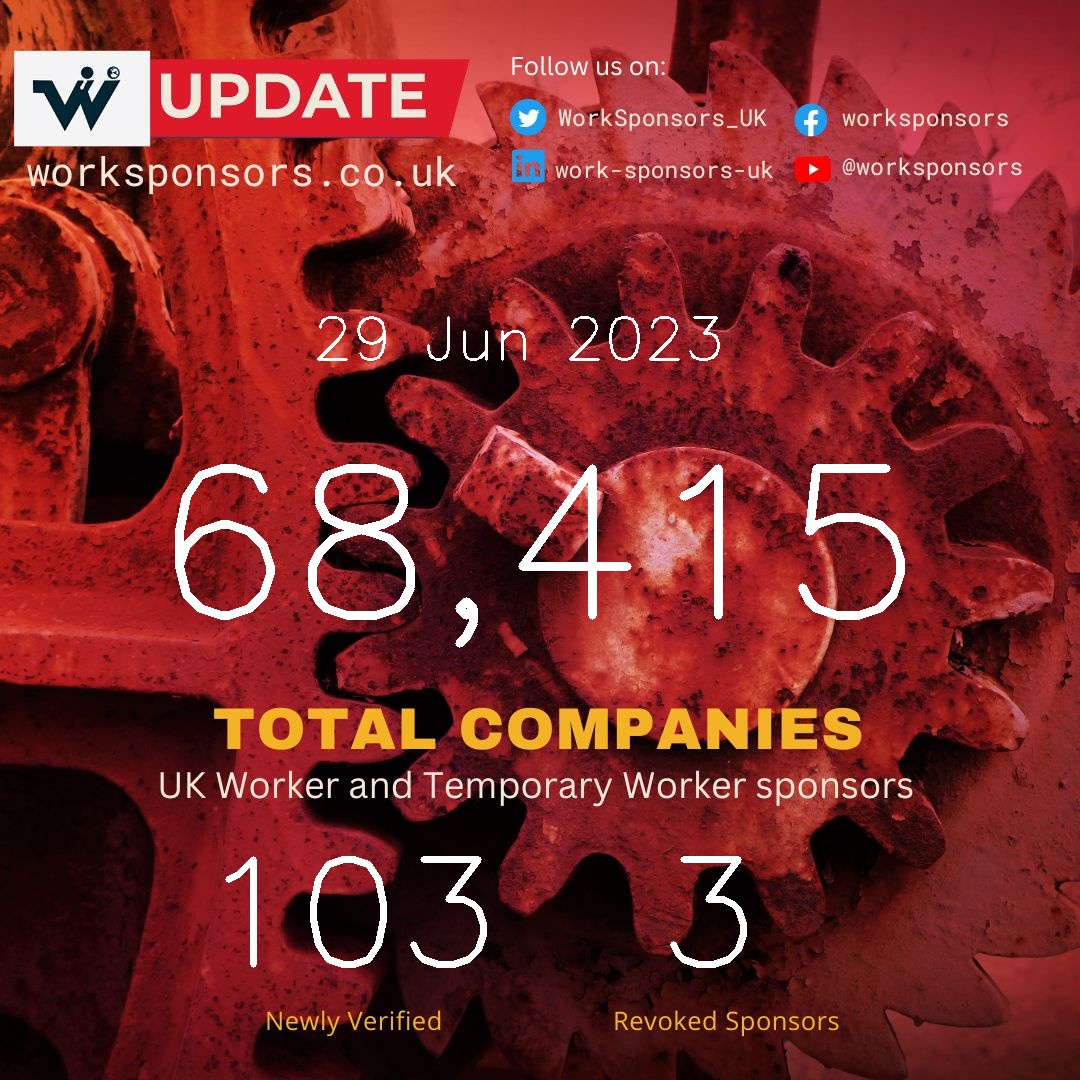 UPDATE
worksponsors.co.uk
Follow us on:
WorkSponsors_UK
worksponsors
work-sponsors-uk
@worksponsors
29 Jun 2023
68,415
TOTAL COMPANIES
UK Worker and Temporary Worker sponsors
103
3
Newly Verified
Revoked Sponsors